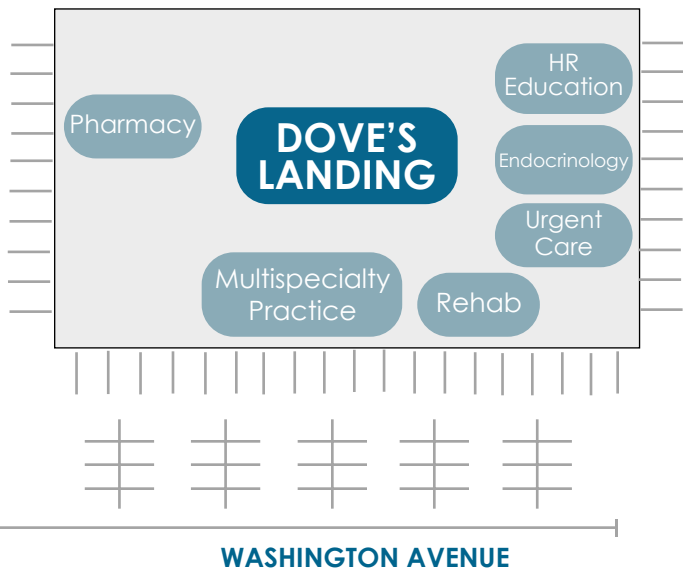 HR
Education
Pharmacy
DOVE'S
LANDING
Endocrinology
Urgent
Care
Multispecialty
Practice
Rehab
WASHINGTON AVENUE